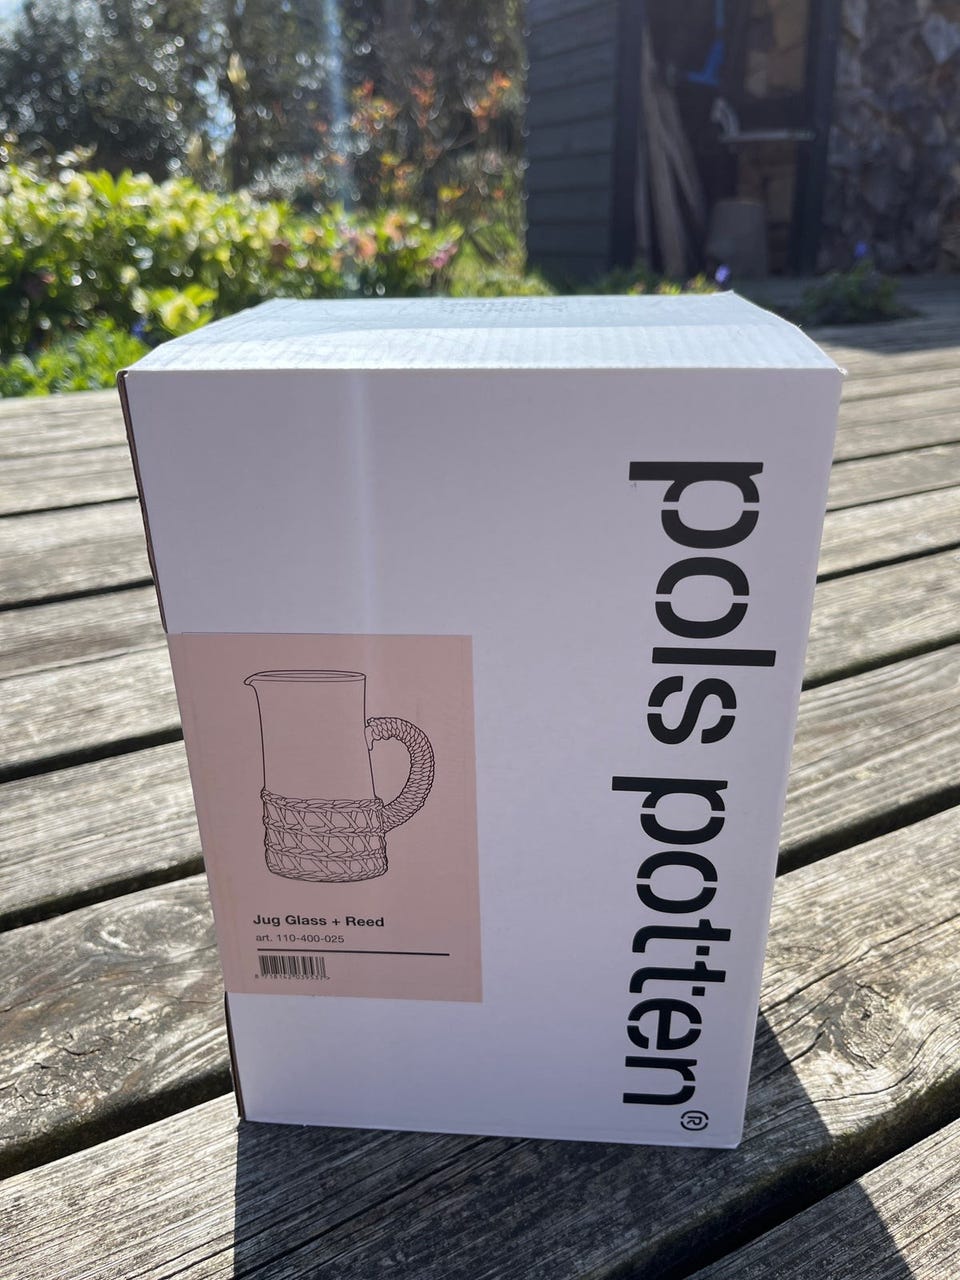 pols potten®
Jug Glass + Reed
art. 110-400-025